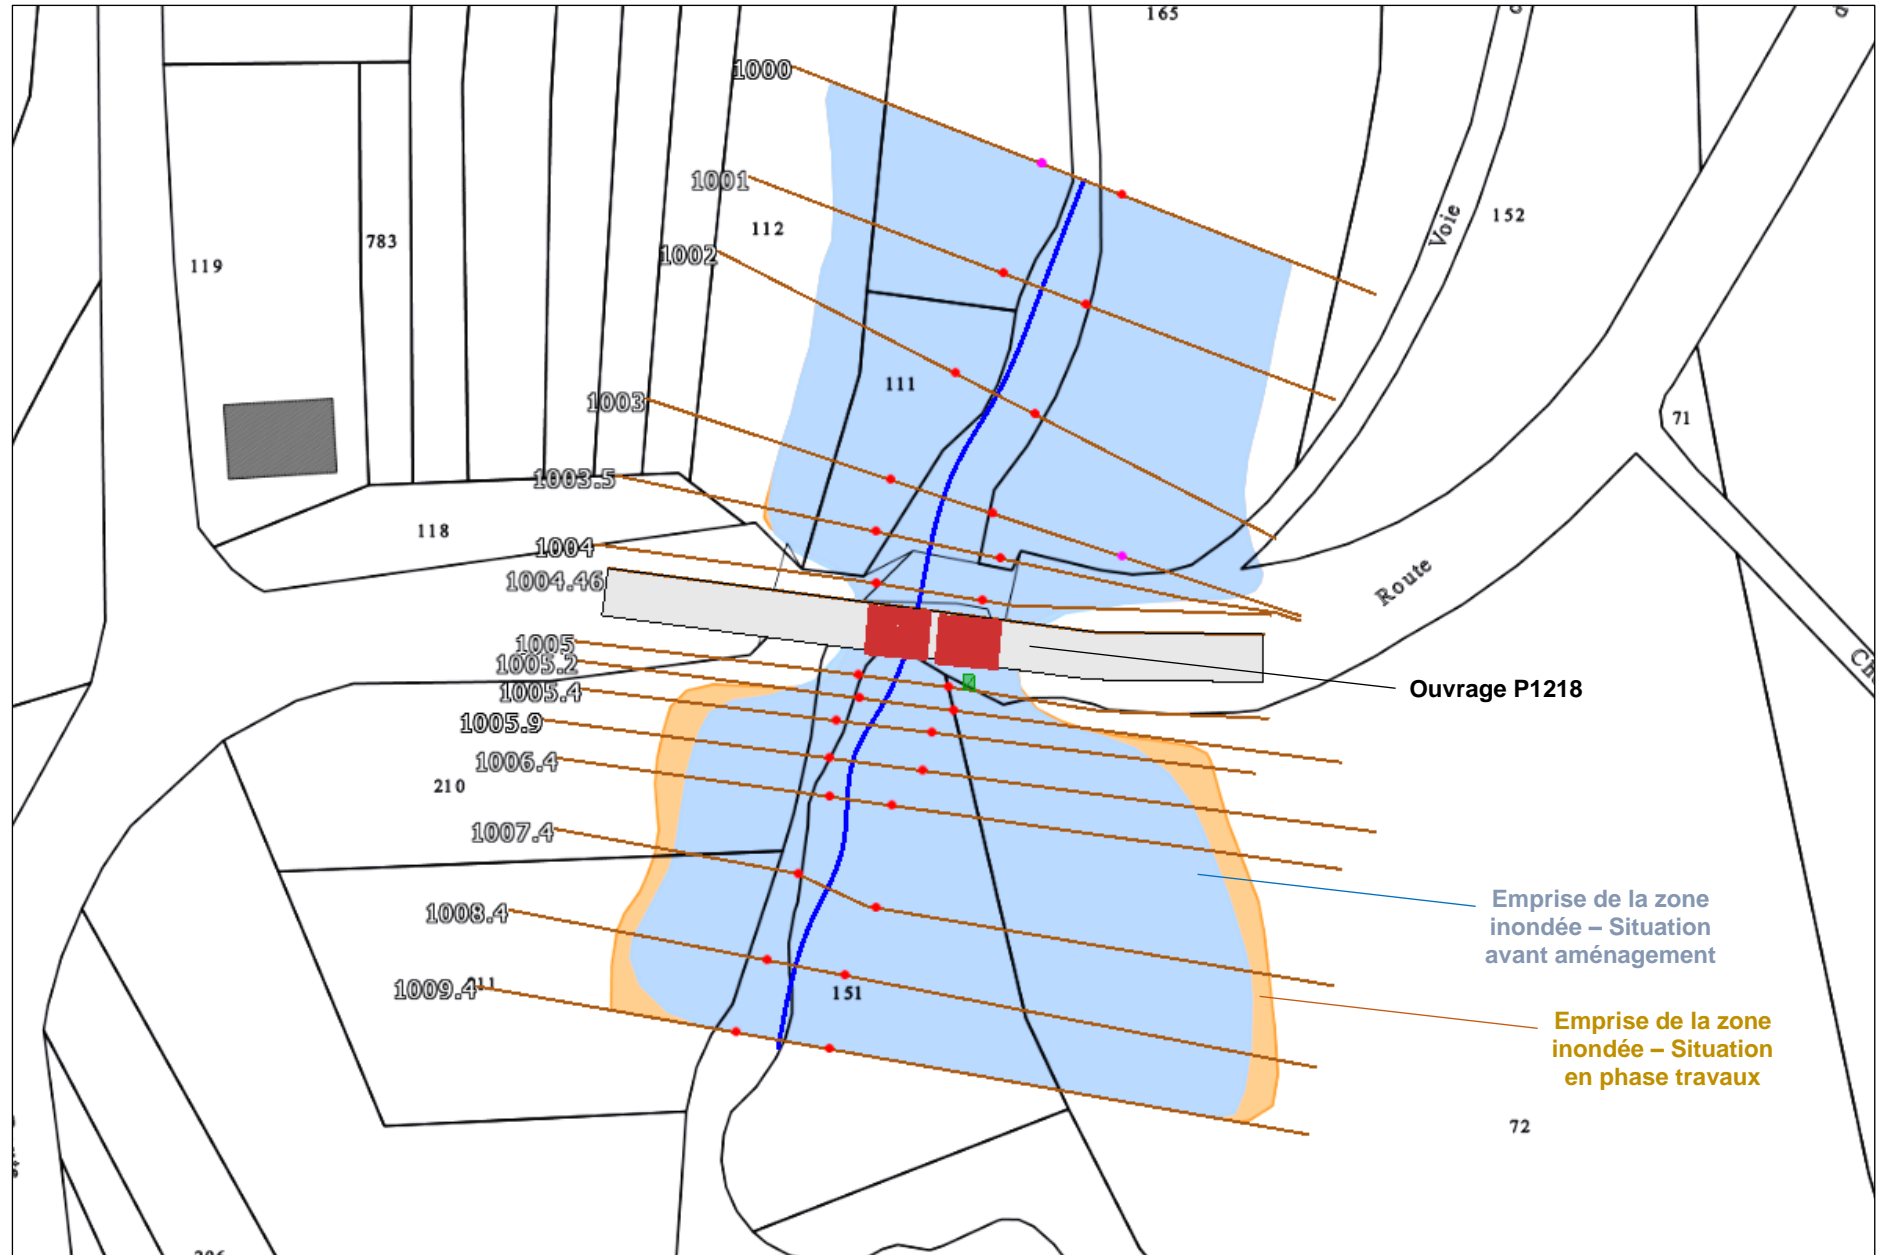 165
1000
1001
112
1002
119
783
Voie
152
111
1003
71
1003.5
118
1004
1004.46
Route
1005
1005.2
1005.4
1005.9
Ouvrage P1218
1006.4
210
1007.4
1008.4
Emprise de la zone
inondée – Situation
avant aménagement
1009.4
151
Emprise de la zone
inondée – Situation
en phase travaux
72